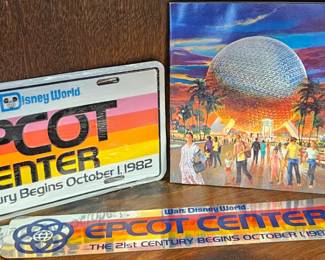 Disney World
PCOT
ENTER
ury Begins October 1, 1982
Walt Disney World
EPCOT CENTER
THE 21st CENTURY BEGINS OCTOBER 1, 198